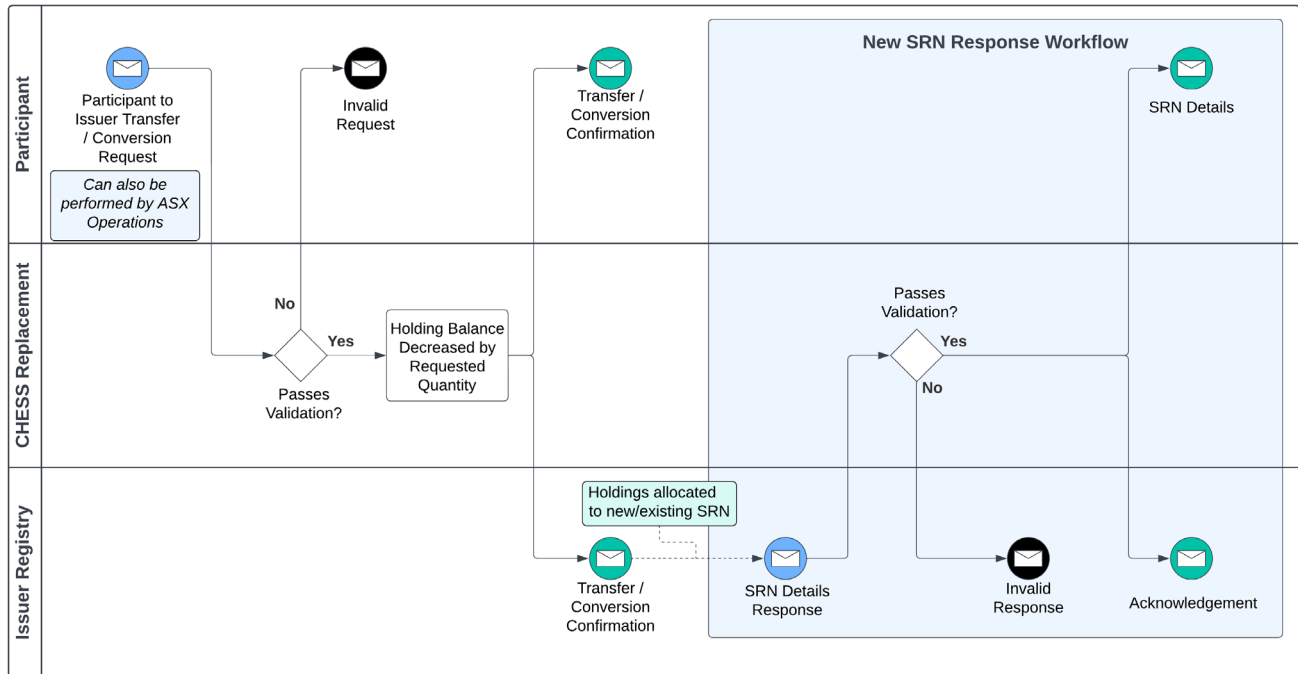 New SRN Response Workflow
Participant
Participant to
Issuer Transfer
/ Conversion
Request
Can also be
performed by ASX
Operations
Invalid
Request
Transfer /
Conversion
Confirmation
SRN Details
CHESS Replacement
No
Yes
Passes
Validation?
Holding Balance
Decreased by
Requested
Quantity
Passes
Validation?
Yes
No
Issuer Registry
Holdings allocated
to new/existing SRN
Transfer /
Conversion
Confirmation
SRN Details
Response
Invalid
Response
Acknowledgement